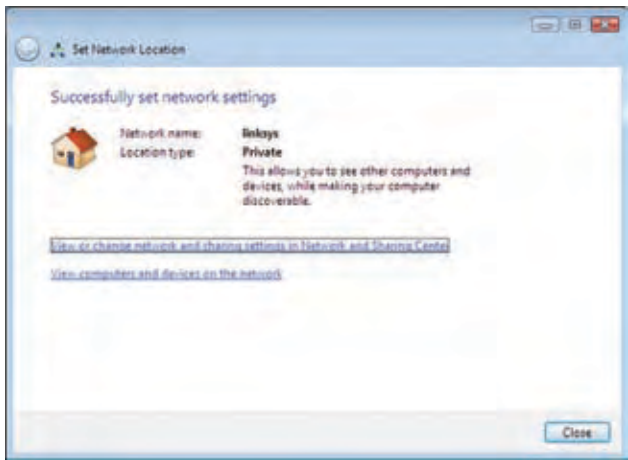 Set Network Location
Successfully set network settings
Network name: linksys
Location type: Private
This allows you to see other computers and
devices, while making your computer
discoverable.
View or change network and sharing settings in Network and Sharing Center
View computers and devices on the network
Close